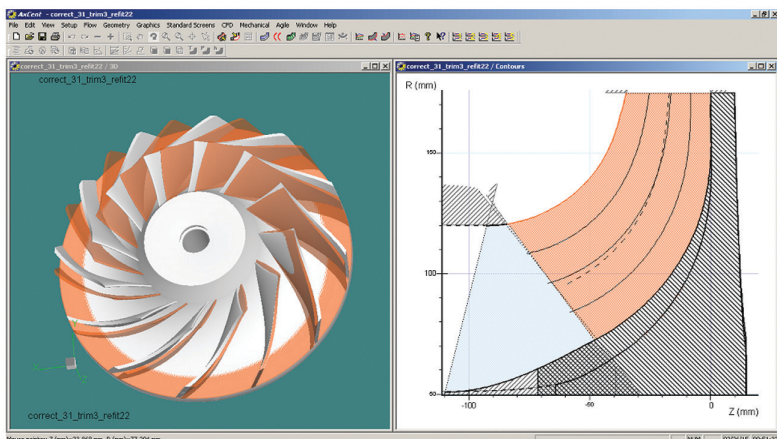 AxCent - correct_31_trim3_refit22
File Edit View Setup Flow Geometry Graphics Standard Screens CFD Mechanical Agile Window Help
correct_31_trim3_refit22 / 3D
correct_31_trim3_refit22
correct_31_trim3_refit22
correct_31_trim3_refit22 / Contours
R (mm)
150
100
50
-100
-50
0
Z (mm)